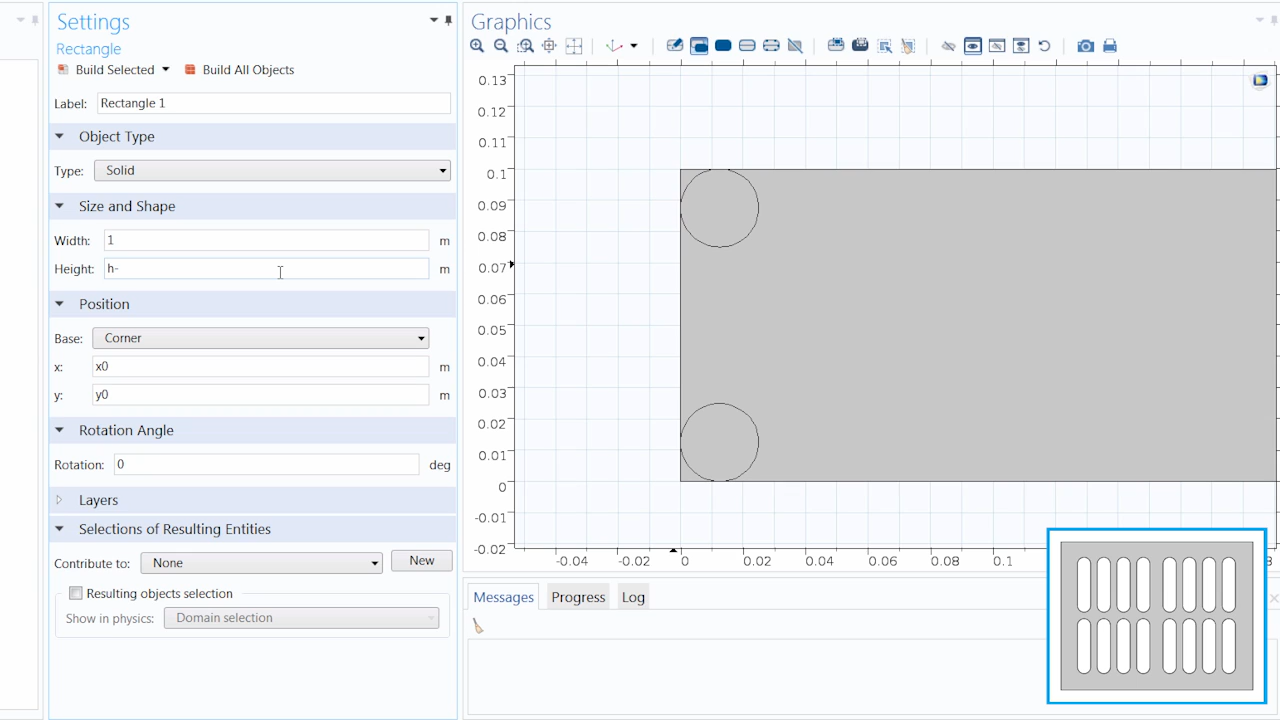 Settings
Rectangle
Build Selected
Build All Objects
Label: Rectangle 1
Object Type
Type: Solid
Size and Shape
Width: 1 m
Height: h- m
Position
Base: Corner
x: x0 m
y: y0 m
Rotation Angle
Rotation: 0 deg
Layers
Selections of Resulting Entities
Contribute to: None New
Resulting objects selection
Show in physics: Domain selection
Graphics
0.13
0.12
0.11
0.1
0.09
0.08
0.07
0.06
0.05
0.04
0.03
0.02
0.01
0
-0.01
-0.02
-0.04 -0.02 0 0.02 0.04 0.06 0.08 0.1
Messages Progress Log